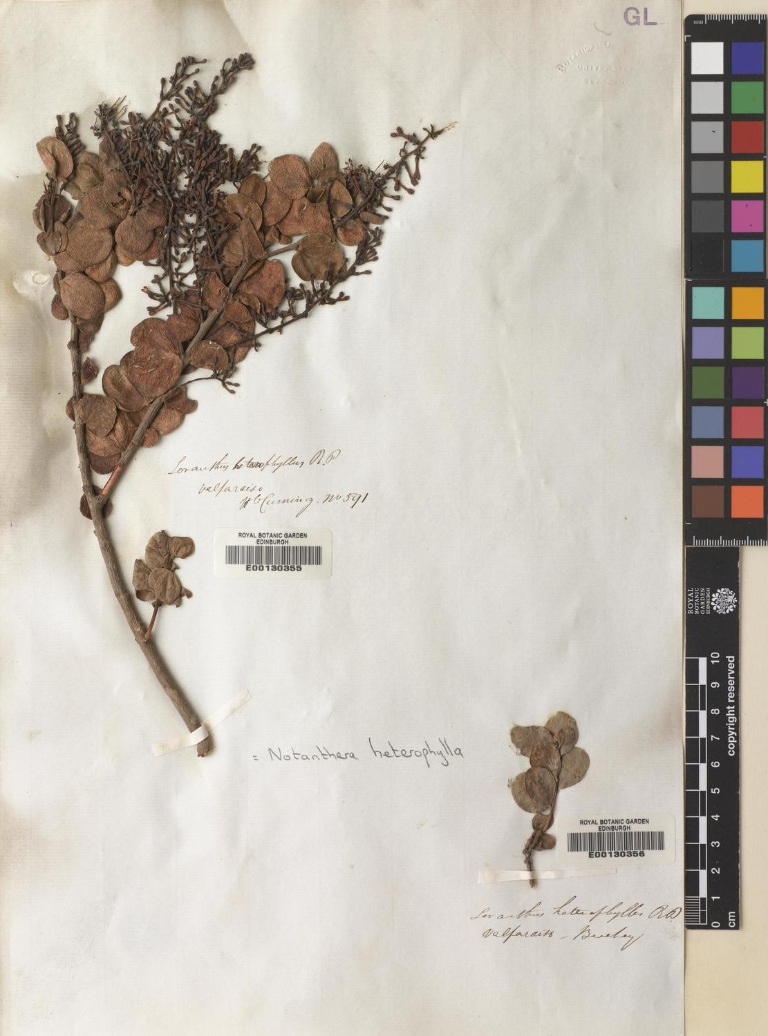 GL
Loranthus heterophyllus R.P
valparaiso
H Cuming. No. 591
ROYAL BOTANIC GARDEN
EDINBURGH
E00130355
= Notanthera heterophylla
ROYAL BOTANIC GARDEN
EDINBURGH
E00130356
Loranthus heterophyllus R.P
valparaiso
ROYAL
BOTANIC
GARDEN
EDINBURGH
0 1 2 3 4 5 6 7 8 9 10
cm
copyright reserved